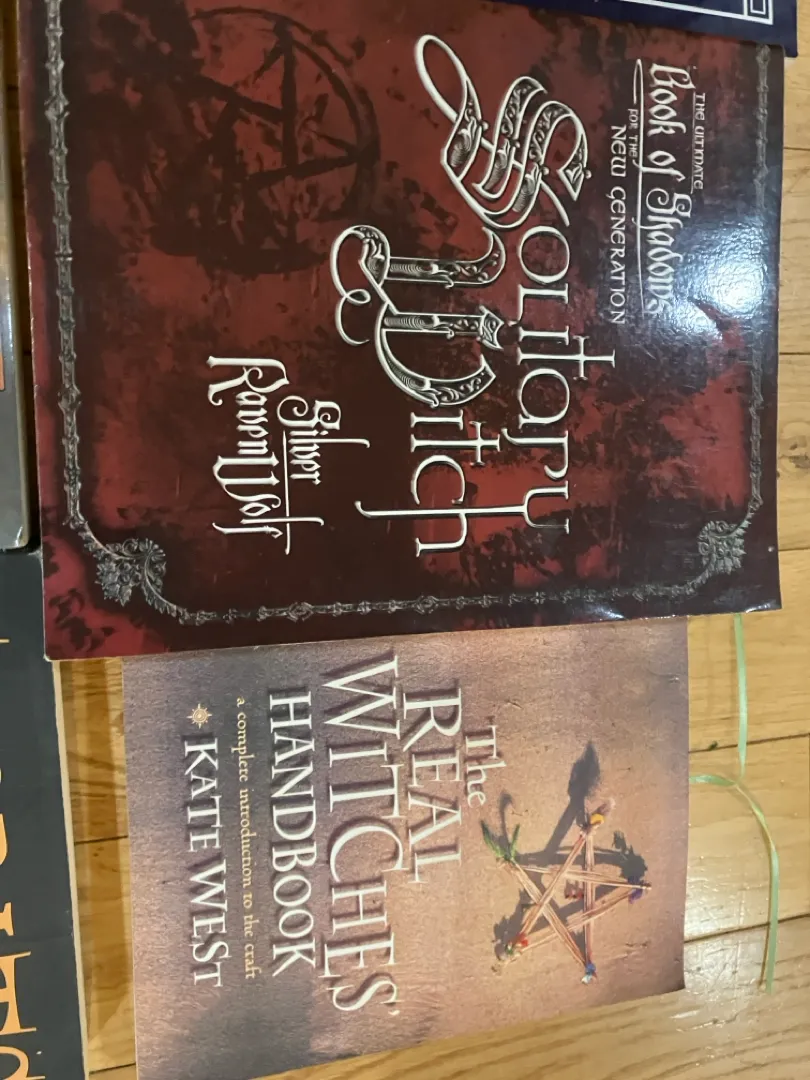 THE ULTIMATE
Book of Shadows
FOR THE
NEW GENERATION
Solitary
Witch
Silver
RavenWolf
The
REAL
WITCHES'
HANDBOOK
a complete introduction to the craft
KATE WEST